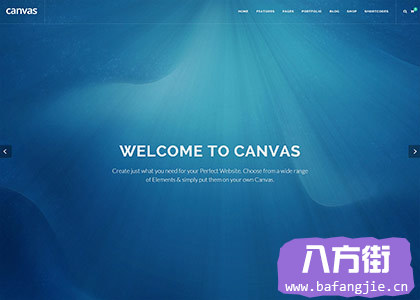 canvas
HOME FEATURES PAGES PORTFOLIO BLOG SHOP SHORTCODES
WELCOME TO CANVAS
Create just what you need for your Perfect Website. Choose from a wide range
of Elements & simply put them on your own Canvas.
八方街
www.bafangjie.cn